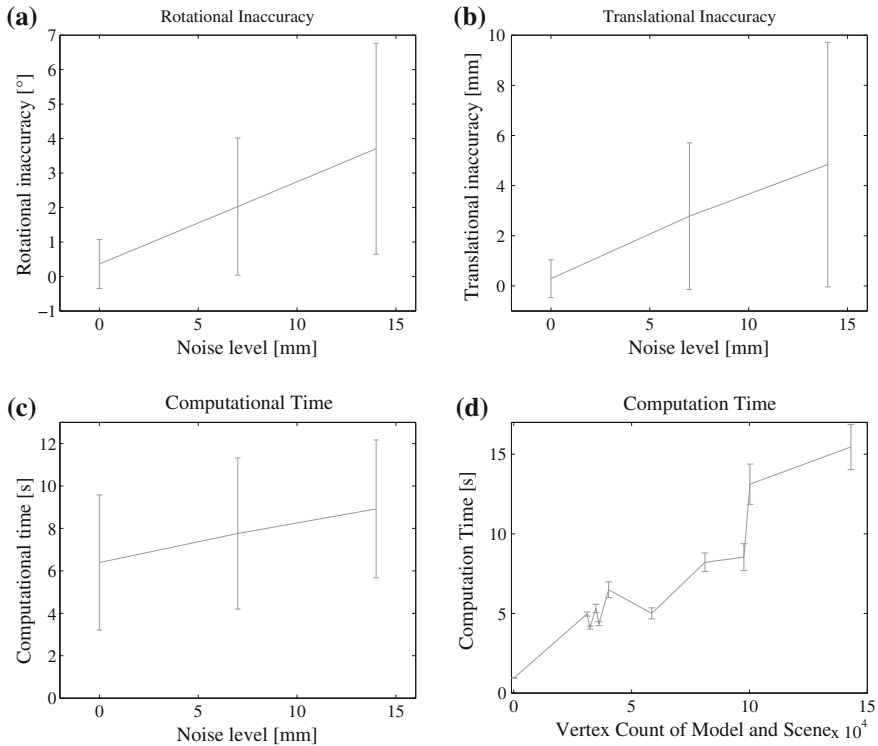 (a) Rotational Inaccuracy
7
6
5
4
3
2
1
0
−1
Rotational inaccuracy [°]
0 5 10 15
Noise level [mm]
(b) Translational Inaccuracy
10
8
6
4
2
0
Translational inaccuracy [mm]
0 5 10 15
Noise level [mm]
(c) Computational Time
12
10
8
6
4
2
0
Computational time [s]
0 5 10 15
Noise level [mm]
(d) Computation Time
15
10
5
0
Computation Time [s]
0 5 10 15
Vertex Count of Model and Scene x 10⁴